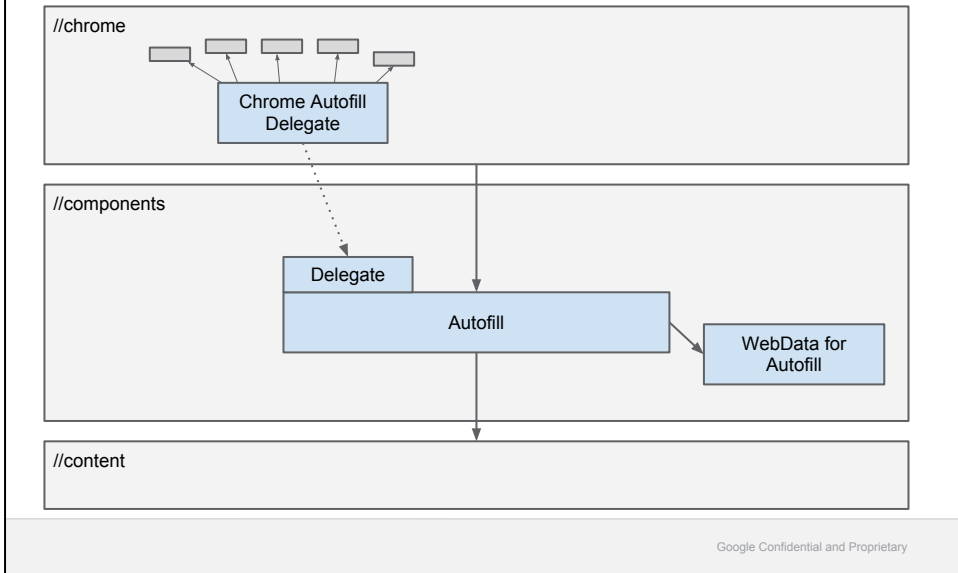 //chrome
Chrome Autofill
Delegate
//components
Delegate
Autofill
WebData for
Autofill
//content
Google Confidential and Proprietary